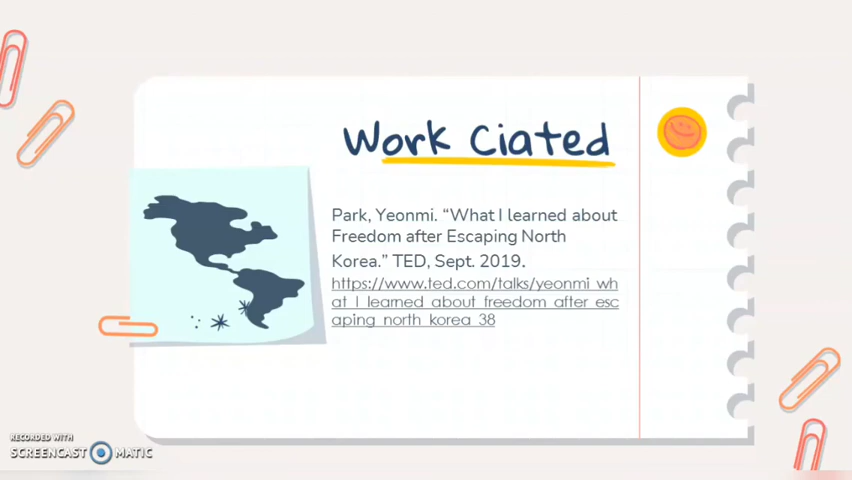 Work Ciated
Park, Yeonmi. “What I learned about
Freedom after Escaping North
Korea.” TED, Sept. 2019.
https://www.ted.com/talks/yeonmi_wh
at_I_learned_about_freedom_after_esc
aping_north_korea_38
RECORDED WITH
SCREENCAST MATIC